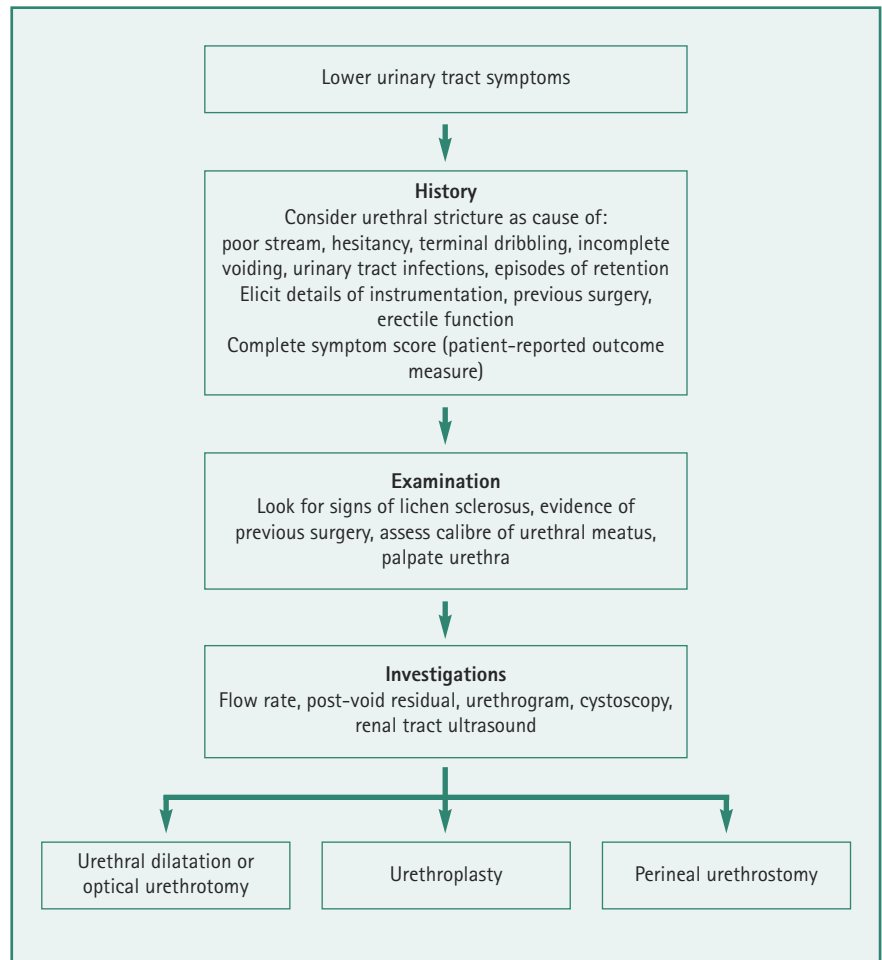 Lower urinary tract symptoms
History
Consider urethral stricture as cause of:
poor stream, hesitancy, terminal dribbling, incomplete
voiding, urinary tract infections, episodes of retention
Elicit details of instrumentation, previous surgery,
erectile function
Complete symptom score (patient-reported outcome
measure)
Examination
Look for signs of lichen sclerosus, evidence of
previous surgery, assess calibre of urethral meatus,
palpate urethra
Investigations
Flow rate, post-void residual, urethrogram, cystoscopy,
renal tract ultrasound
Urethral dilatation or
optical urethrotomy
Urethroplasty
Perineal urethrostomy